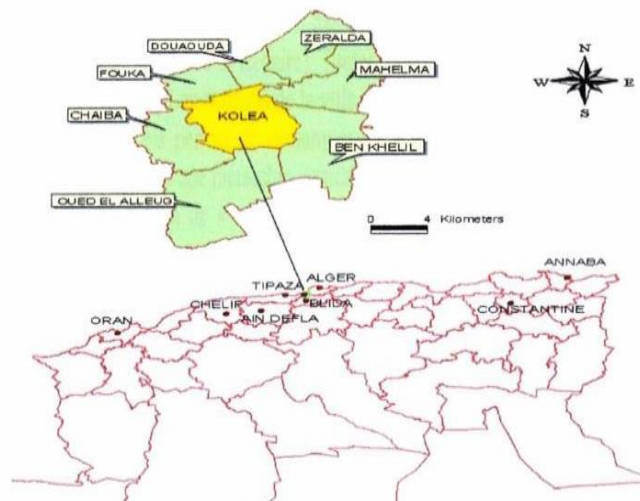 ZERALDA
DOUAOUDA
FOUKA
MAHELMA
CHAIBA
KOLEA
BEN KHELIL
OUED EL ALLEUG
N
W E
S
0 4 Kilometers
ANNABA
TIPAZA ALGER
CHELIF BLIDA CONSTANTINE
ORAN AIN DEFLA